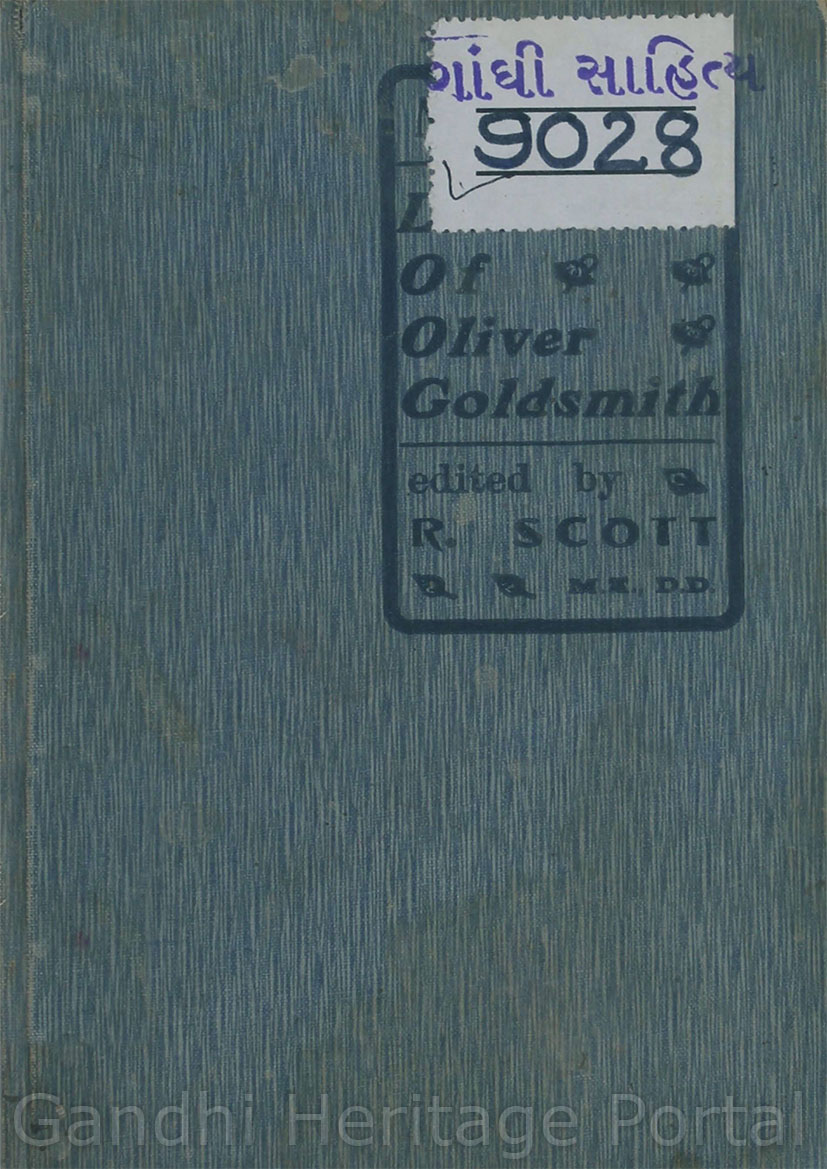 ગાંધી સાહિત્ય
9028
L
Of
Oliver
Goldsmith
edited by
R. SCOTT
M.A., D.D.
Gandhi Heritage Portal